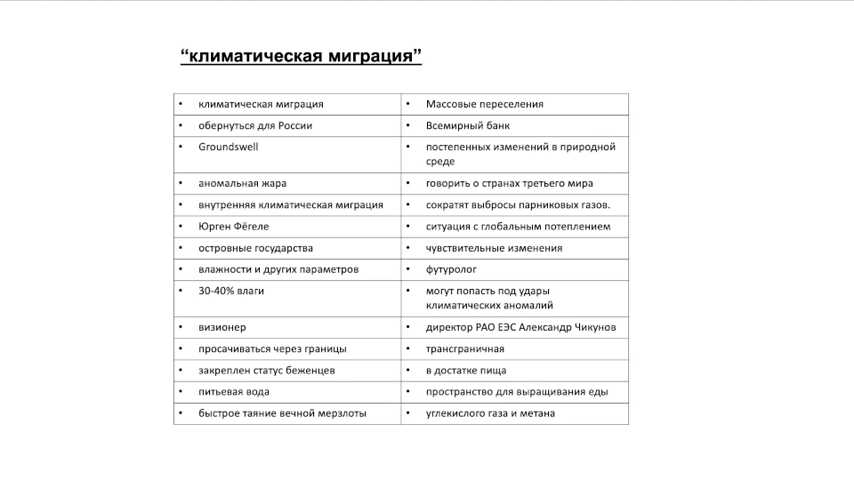 “климатическая миграция”
• климатическая миграция • Массовые переселения
• обернуться для России • Всемирный банк
• Groundswell • постепенных изменений в природной
среде
• аномальная жара • говорить о странах третьего мира
• внутренняя климатическая миграция • сократят выбросы парниковых газов.
• Юрген Фёгеле • ситуация с глобальным потеплением
• островные государства • чувствительные изменения
• влажности и других параметров • футуролог
• 30-40% влаги • могут попасть под удары
климатических аномалий
• визионер • директор РАО ЕЭС Александр Чикунов
• просачиваться через границы • трансграничная
• закреплен статус беженцев • в достатке пища
• питьевая вода • пространство для выращивания еды
• быстрое таяние вечной мерзлоты • углекислого газа и метана